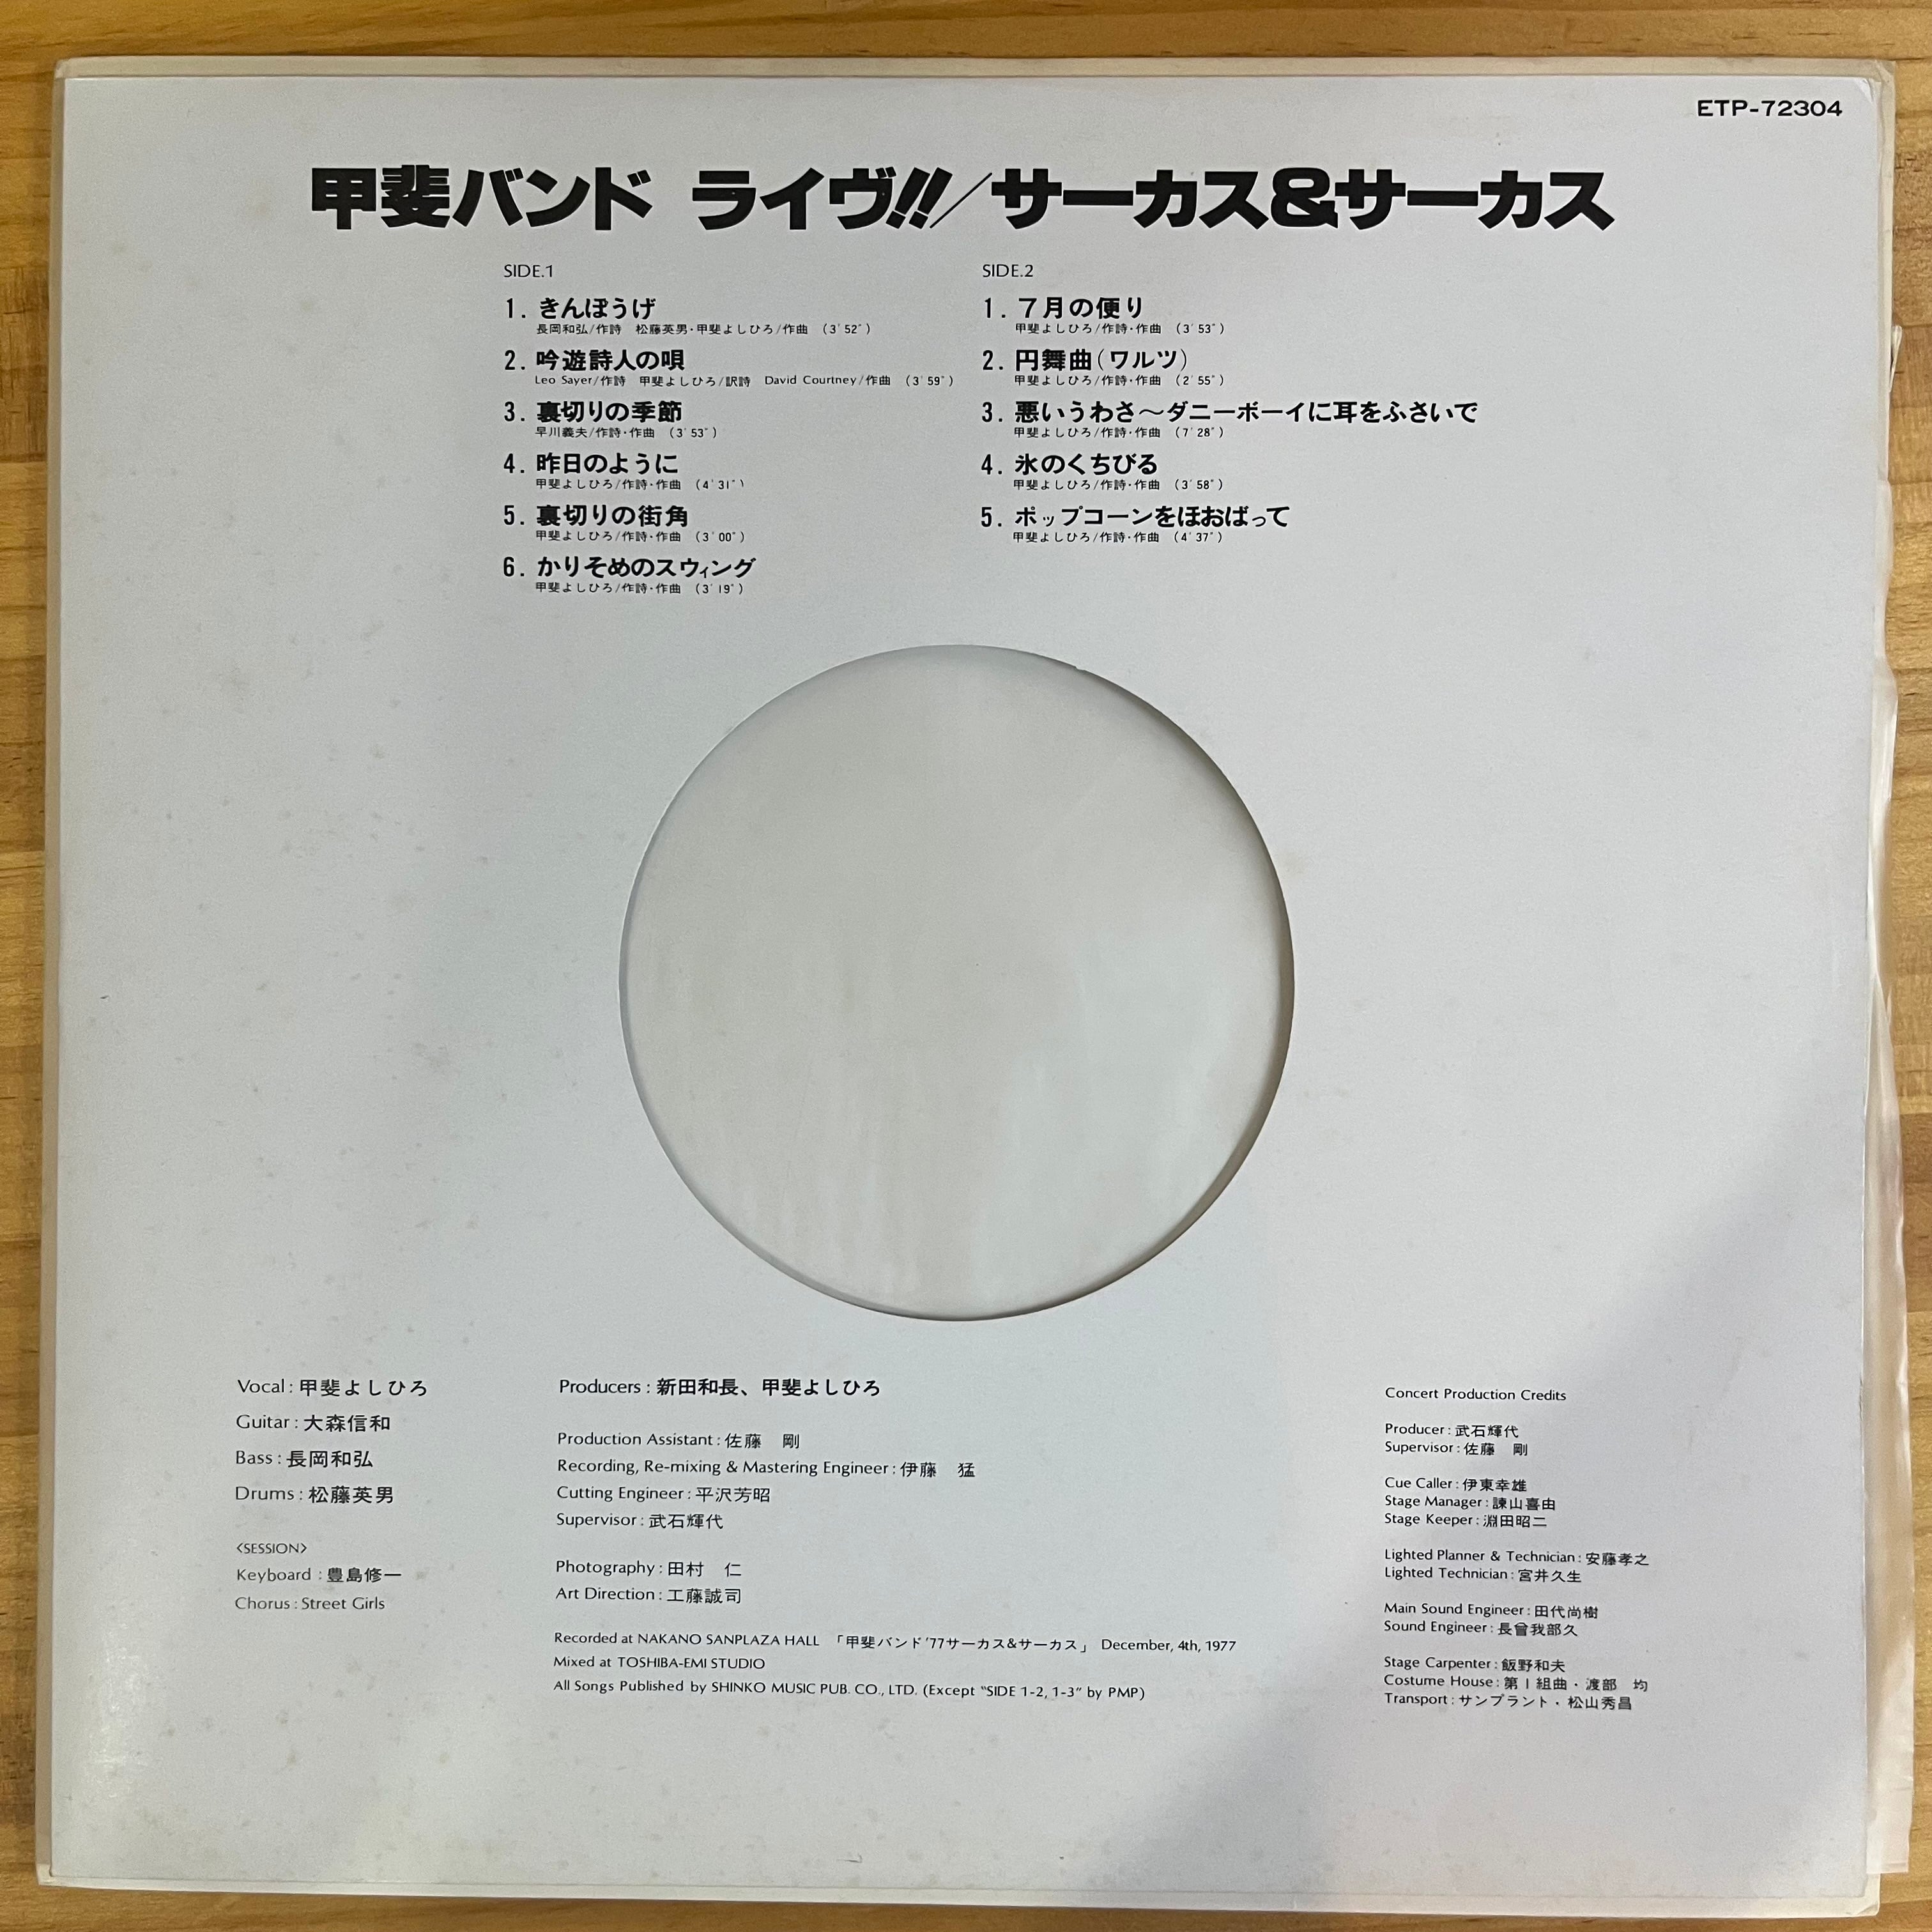 ETP-72304
甲斐バンド ライヴ!!／サーカス&サーカス
SIDE.1
1. きんぽうげ
長岡和弘/作詩 松藤英男・甲斐よしひろ/作曲 (3′52″)
2. 吟遊詩人の唄
Leo Sayer/作詩 甲斐よしひろ/訳詩 David Courtney/作曲 (3′59″)
3. 裏切りの季節
早川義夫/作詩・作曲 (3′53″)
4. 昨日のように
甲斐よしひろ/作詩・作曲 (4′31″)
5. 裏切りの街角
甲斐よしひろ/作詩・作曲 (3′00″)
6. かりそめのスウィング
甲斐よしひろ/作詩・作曲 (3′19″)
SIDE.2
1. 7月の便り
甲斐よしひろ/作詩・作曲 (3′53″)
2. 円舞曲(ワルツ)
甲斐よしひろ/作詩・作曲 (2′55″)
3. 悪いうわさ〜ダニーボーイに耳をふさいで
甲斐よしひろ/作詩・作曲 (7′28″)
4. 氷のくちびる
甲斐よしひろ/作詩・作曲 (3′58″)
5. ポップコーンをほおばって
甲斐よしひろ/作詩・作曲 (4′37″)
Vocal : 甲斐よしひろ
Guitar : 大森信和
Bass : 長岡和弘
Drums : 松藤英男
〈SESSION〉
Keyboard : 豊島修一
Chorus : Street Girls
Producers : 新田和長、甲斐よしひろ
Production Assistant : 佐藤 剛
Recording, Re-mixing & Mastering Engineer : 伊藤 猛
Cutting Engineer : 平沢芳昭
Supervisor : 武石輝代
Photography : 田村 仁
Art Direction : 工藤誠司
Recorded at NAKANO SANPLAZA HALL 「甲斐バンド'77サーカス&サーカス」 December, 4th, 1977
Mixed at TOSHIBA-EMI STUDIO
All Songs Published by SHINKO MUSIC PUB. CO., LTD. (Except "SIDE 1-2, 1-3" by PMP)
Concert Production Credits
Producer : 武石輝代
Supervisor : 佐藤 剛
Cue Caller : 伊東幸雄
Stage Manager : 諌山喜由
Stage Keeper : 淵田昭二
Lighted Planner & Technician : 安藤孝之
Lighted Technician : 宮井久生
Main Sound Engineer : 田代尚樹
Sound Engineer : 長曾我部久
Stage Carpenter : 飯野和夫
Costume House : 第1組曲・渡部 均
Transport : サンプラント・松山秀昌